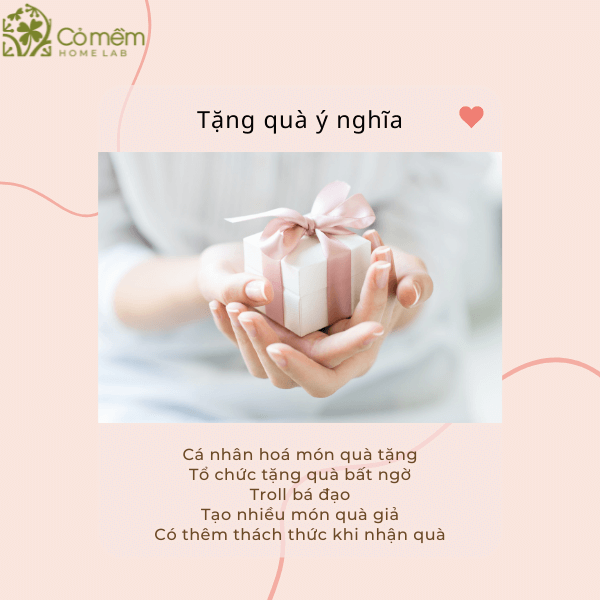 Cỏ mềm
HOME LAB
Tặng quà ý nghĩa
Cá nhân hoá món quà tặng
Tổ chức tặng quà bất ngờ
Troll bá đạo
Tạo nhiều món quà giả
Có thêm thách thức khi nhận quà